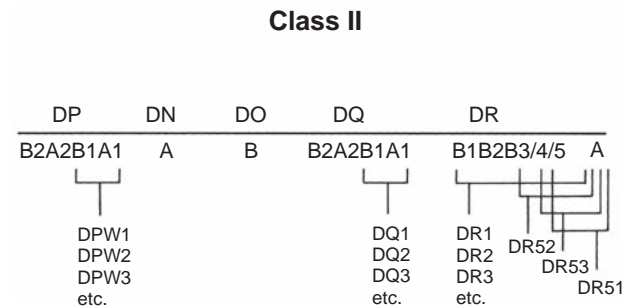 Class II
DP DN DO DQ DR
B2A2B1A1 A B B2A2B1A1 B1B2B3/4/5 A
DPW1 DQ1 DR1 DR52
DPW2 DQ2 DR2 DR53
DPW3 DQ3 DR3 DR51
etc. etc. etc.